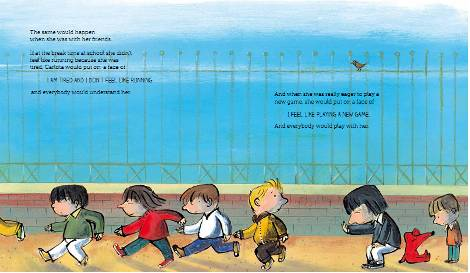 The same would happen
when she was with her friends.
If at the break time at school she didn't
feel like running because she was
tired, Carlota would put on a face of
I AM TIRED AND I DON'T FEEL LIKE RUNNING
and everybody would understand her.
And when she was really eager to play a
new game, she would put on a face of
I FEEL LIKE PLAYING A NEW GAME.
And everybody would play with her.